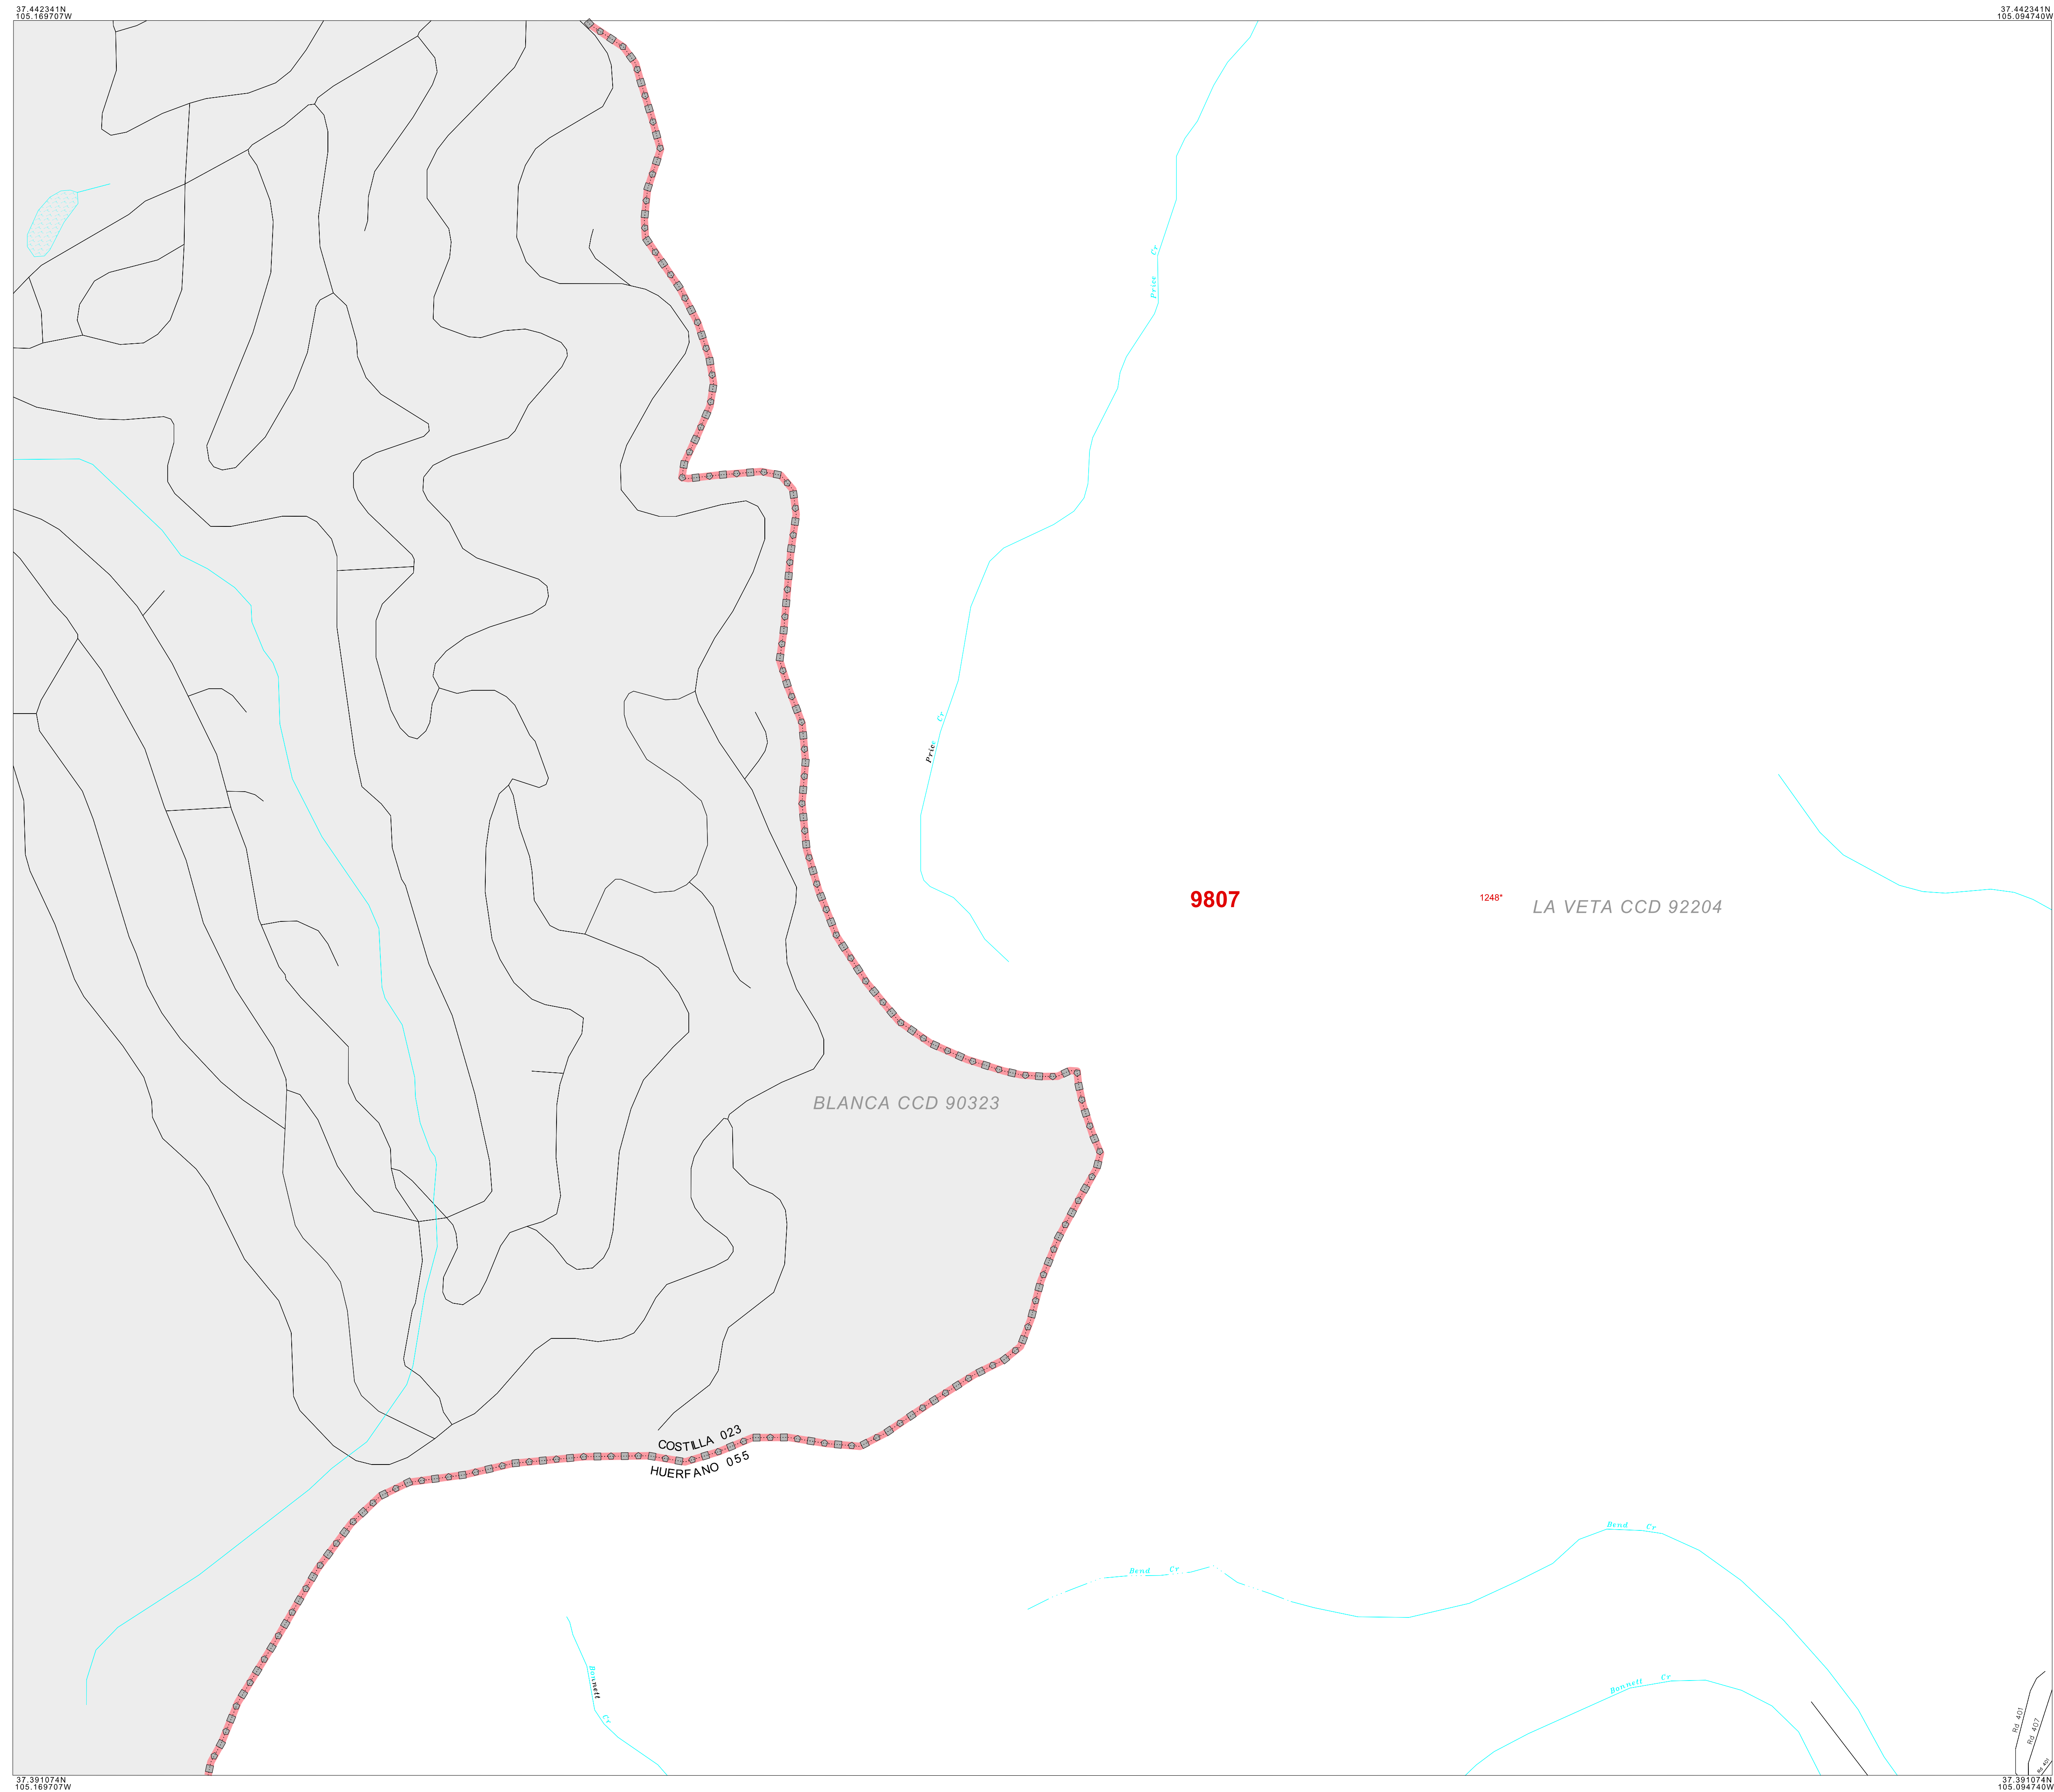 37.442341N
105.169707W
37.442341N
105.094740W
Price Cr
Price Cr
9807
1248*
LA VETA CCD 92204
BLANCA CCD 90323
COSTILLA 023
HUERFANO 055
Bend Cr
Bend Cr
Bonnett Cr
Bonnett Cr
Rd 401
Rd 407
Rd 401
37.391074N
105.169707W
37.391074N
105.094740W